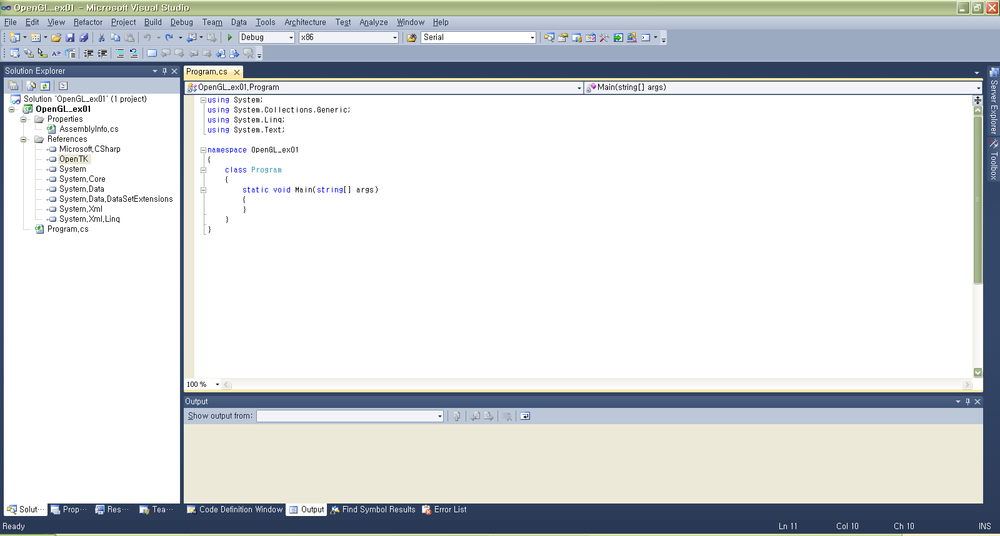 OpenGL_ex01 - Microsoft Visual Studio
File Edit View Refactor Project Build Debug Team Data Tools Architecture Test Analyze Window Help
Debug x86 Serial
Solution Explorer
Solution 'OpenGL_ex01' (1 project)
OpenGL_ex01
Properties
AssemblyInfo.cs
References
Microsoft.CSharp
OpenTK
System
System.Core
System.Data
System.Data.DataSetExtensions
System.Xml
System.Xml.Linq
Program.cs
Program.cs
OpenGL_ex01.Program Main(string[] args)
using System;
using System.Collections.Generic;
using System.Linq;
using System.Text;
namespace OpenGL_ex01
{
class Program
{
static void Main(string[] args)
{
}
}
}
100 %
Server Explorer
Toolbox
Output
Show output from:
Solut... Prop... Res... Tea...
Code Definition Window Output Find Symbol Results Error List
Ready Ln 11 Col 10 Ch 10 INS